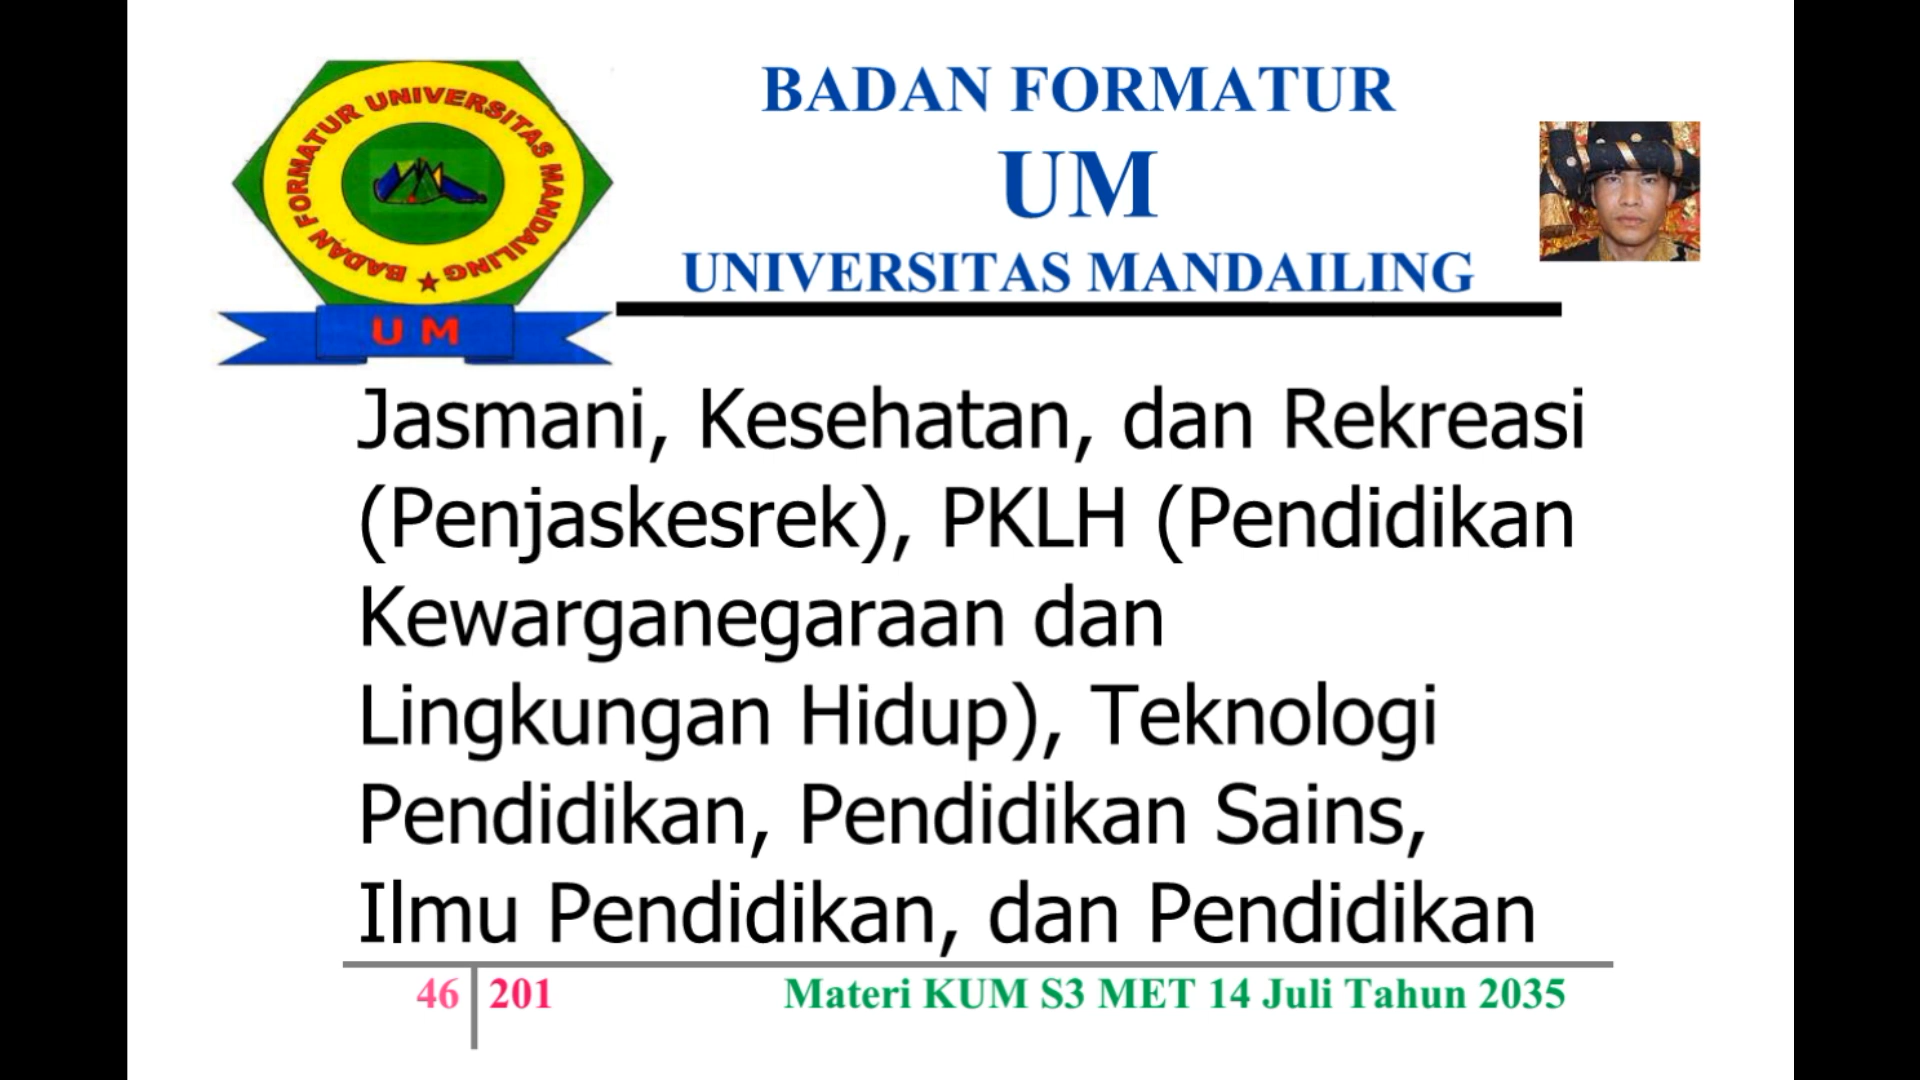 BADAN FORMATUR UNIVERSITAS MANDAILING
U M
BADAN FORMATUR
UM
UNIVERSITAS MANDAILING
Jasmani, Kesehatan, dan Rekreasi
(Penjaskesrek), PKLH (Pendidikan
Kewarganegaraan dan
Lingkungan Hidup), Teknologi
Pendidikan, Pendidikan Sains,
Ilmu Pendidikan, dan Pendidikan
46 201 Materi KUM S3 MET 14 Juli Tahun 2035